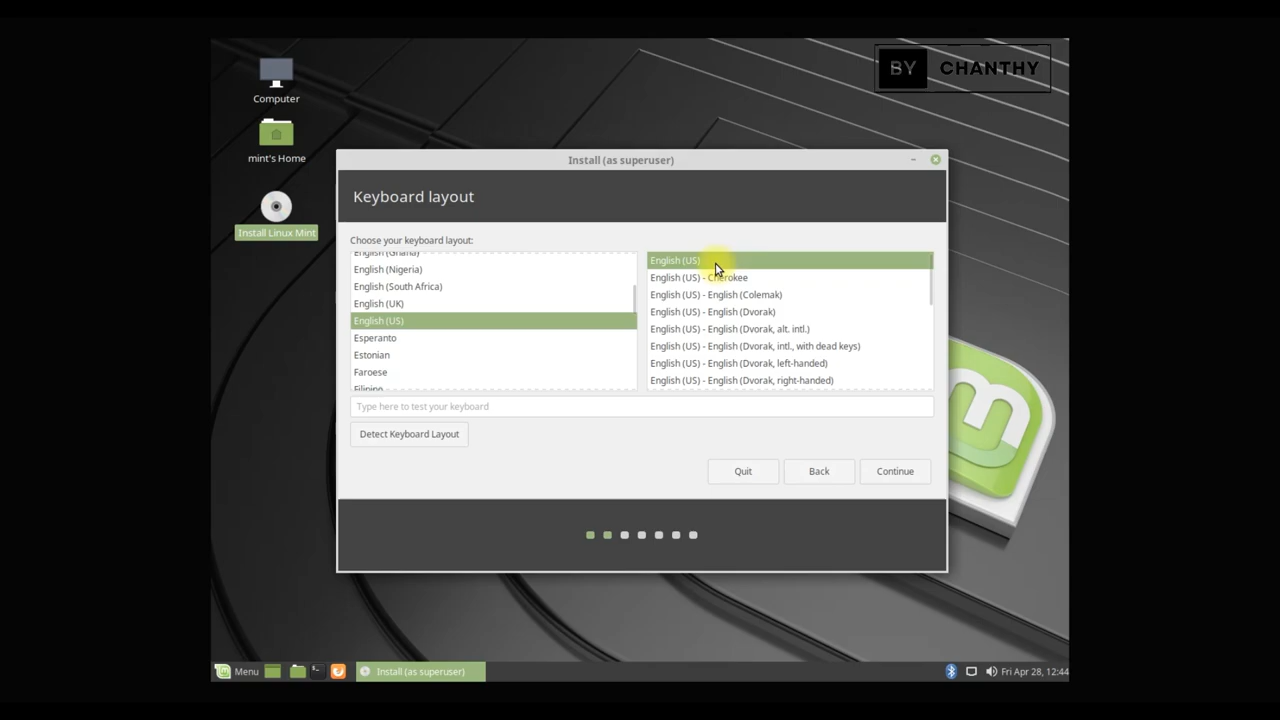 BY CHANTHY
Computer
mint's Home
Install Linux Mint
Install (as superuser)
Keyboard layout
Choose your keyboard layout:
English (Ghana)
English (Nigeria)
English (South Africa)
English (UK)
English (US)
Esperanto
Estonian
Faroese
Filipino
English (US)
English (US) - Cherokee
English (US) - English (Colemak)
English (US) - English (Dvorak)
English (US) - English (Dvorak, alt. intl.)
English (US) - English (Dvorak, intl., with dead keys)
English (US) - English (Dvorak, left-handed)
English (US) - English (Dvorak, right-handed)
Type here to test your keyboard
Detect Keyboard Layout
Quit
Back
Continue
Menu
Install (as superuser)
Fri Apr 28, 12:44